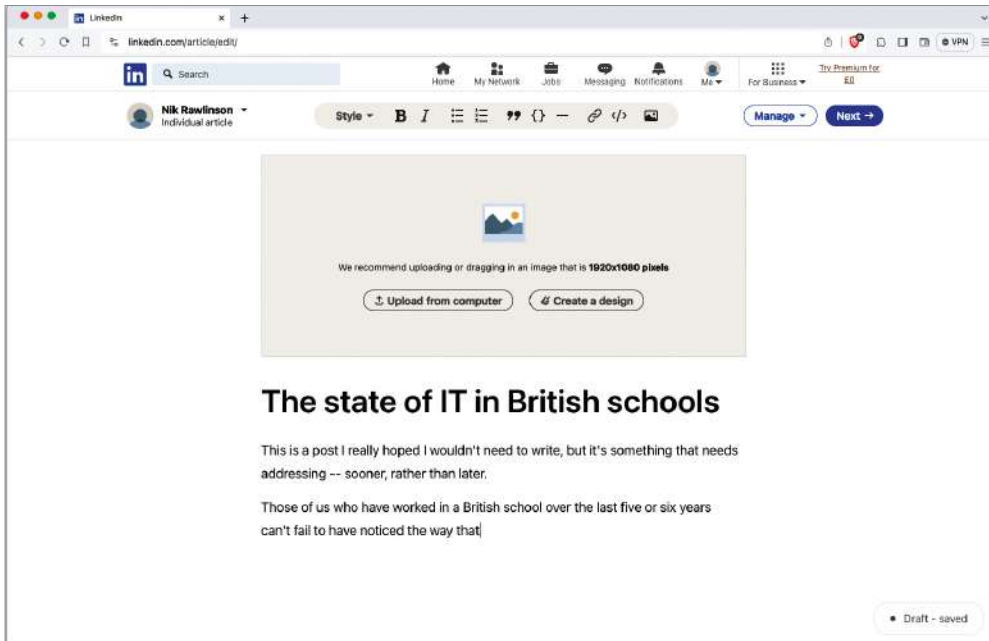 LinkedIn
linkedin.com/article/edit/
VPN
in
Search
Home
My Network
Jobs
Messaging
Notifications
Me
For Business
Try Premium for
£0
Nik Rawlinson
Individual article
Style
B I
Manage
Next →
We recommend uploading or dragging in an image that is 1920x1080 pixels
Upload from computer
Create a design
The state of IT in British schools
This is a post I really hoped I wouldn't need to write, but it's something that needs
addressing -- sooner, rather than later.
Those of us who have worked in a British school over the last five or six years
can't fail to have noticed the way that
Draft - saved